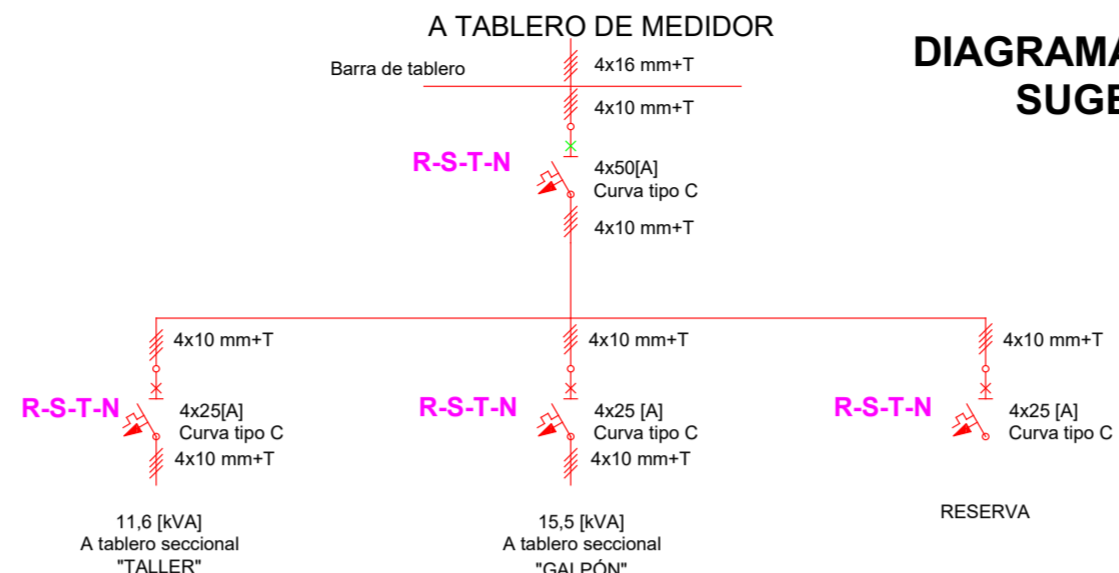 A TABLERO DE MEDIDOR
DIAGRAMA
SUGE
Barra de tablero
4x16 mm+T
4x10 mm+T
R-S-T-N
4x50[A]
Curva tipo C
4x10 mm+T
4x10 mm+T
4x10 mm+T
4x10 mm+T
R-S-T-N
4x25[A]
Curva tipo C
4x10 mm+T
R-S-T-N
4x25 [A]
Curva tipo C
4x10 mm+T
R-S-T-N
4x25 [A]
Curva tipo C
11,6 [kVA]
A tablero seccional
"TALLER"
15,5 [kVA]
A tablero seccional
"GALPÓN"
RESERVA